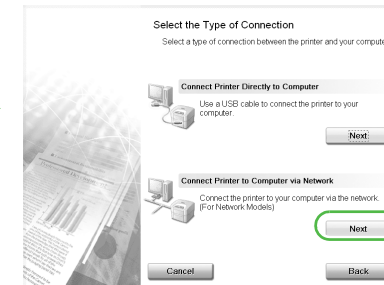 Select the Type of Connection
Select a type of connection between the printer and your compute
Connect Printer Directly to Computer
Use a USB cable to connect the printer to your
computer.
Next
Connect Printer to Computer via Network
Connect the printer to your computer via the network.
(For Network Models)
Next
Cancel
Back